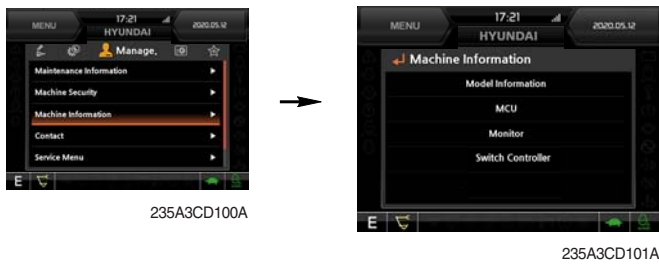 MENU
17:21
2020.05.12
HYUNDAI
Manage.
Maintenance Information
Machine Security
Machine Information
Contact
Service Menu
E
235A3CD100A
MENU
17:21
2020.05.12
HYUNDAI
Machine Information
Model Information
MCU
Monitor
Switch Controller
E
235A3CD101A